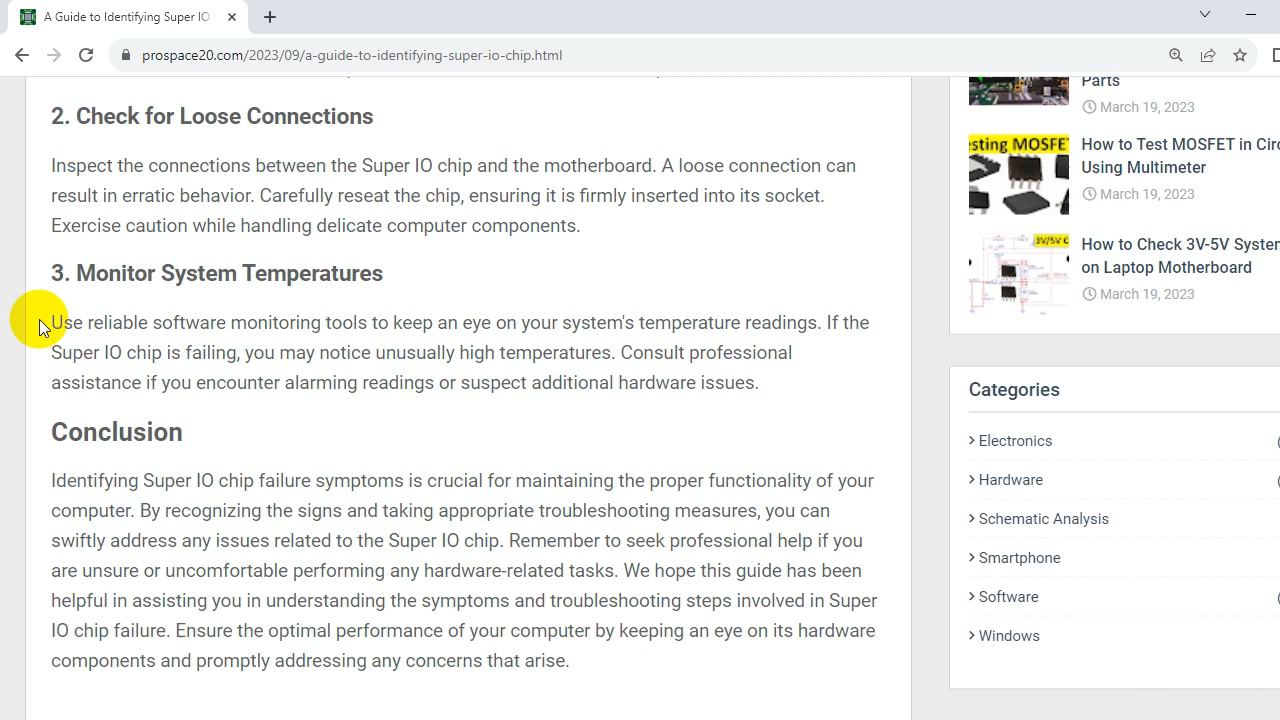 A Guide to Identifying Super IO
prospace20.com/2023/09/a-guide-to-identifying-super-io-chip.html
2. Check for Loose Connections
Inspect the connections between the Super IO chip and the motherboard. A loose connection can
result in erratic behavior. Carefully reseat the chip, ensuring it is firmly inserted into its socket.
Exercise caution while handling delicate computer components.
3. Monitor System Temperatures
Use reliable software monitoring tools to keep an eye on your system's temperature readings. If the
Super IO chip is failing, you may notice unusually high temperatures. Consult professional
assistance if you encounter alarming readings or suspect additional hardware issues.
Conclusion
Identifying Super IO chip failure symptoms is crucial for maintaining the proper functionality of your
computer. By recognizing the signs and taking appropriate troubleshooting measures, you can
swiftly address any issues related to the Super IO chip. Remember to seek professional help if you
are unsure or uncomfortable performing any hardware-related tasks. We hope this guide has been
helpful in assisting you in understanding the symptoms and troubleshooting steps involved in Super
IO chip failure. Ensure the optimal performance of your computer by keeping an eye on its hardware
components and promptly addressing any concerns that arise.
Parts
March 19, 2023
esting MOSFE
How to Test MOSFET in Circ
Using Multimeter
March 19, 2023
3V/5V C
How to Check 3V-5V System
on Laptop Motherboard
March 19, 2023
Categories
Electronics
Hardware
Schematic Analysis
Smartphone
Software
Windows